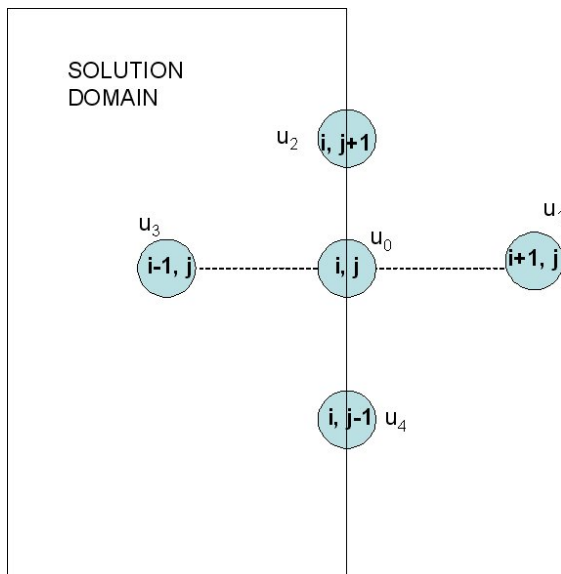 SOLUTION
DOMAIN
u₂
i, j+1
u₃
u₀
i-1, j
i, j
i+1, j
i, j-1
u₄